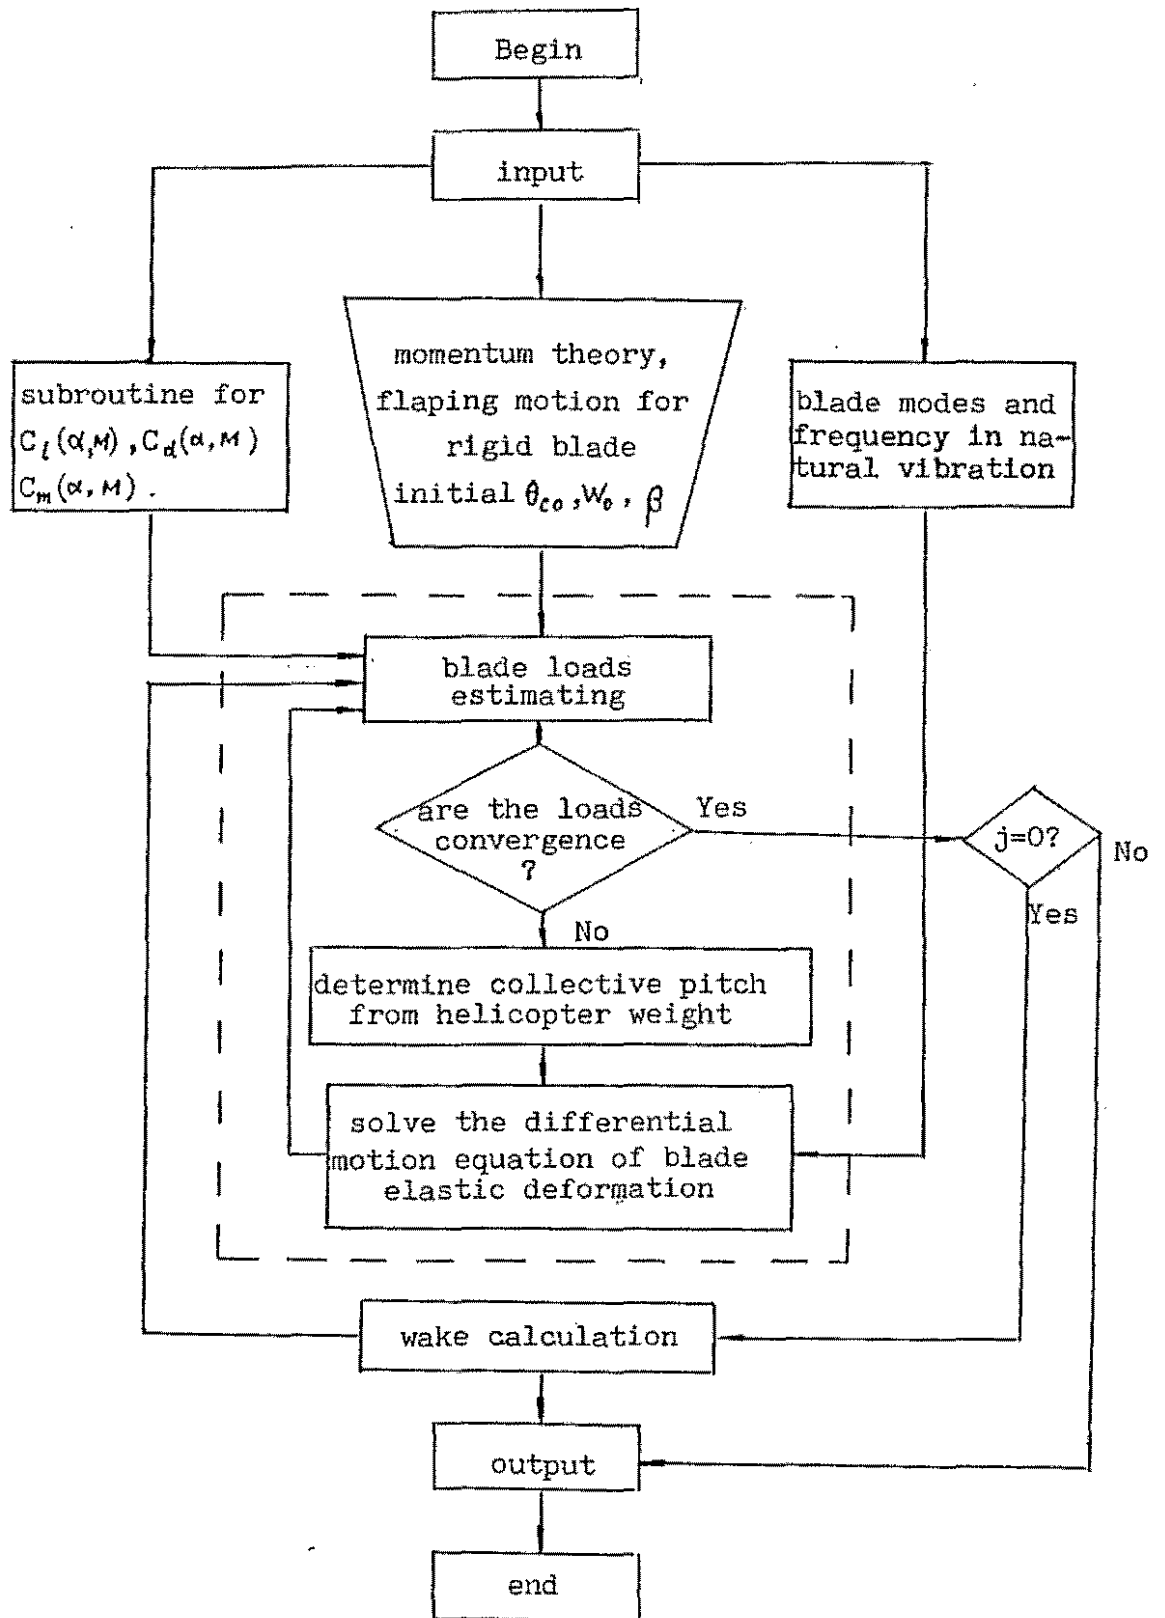 Begin
input
subroutine for
C_l(α,M), C_d(α,M)
C_m(α,M).
momentum theory,
flaping motion for
rigid blade
initial θ_c0, W_0, β
blade modes and
frequency in na-
tural vibration
blade loads
estimating
are the loads
convergence
?
Yes
j=0?
No
Yes
No
determine collective pitch
from helicopter weight
solve the differential
motion equation of blade
elastic deformation
wake calculation
output
end